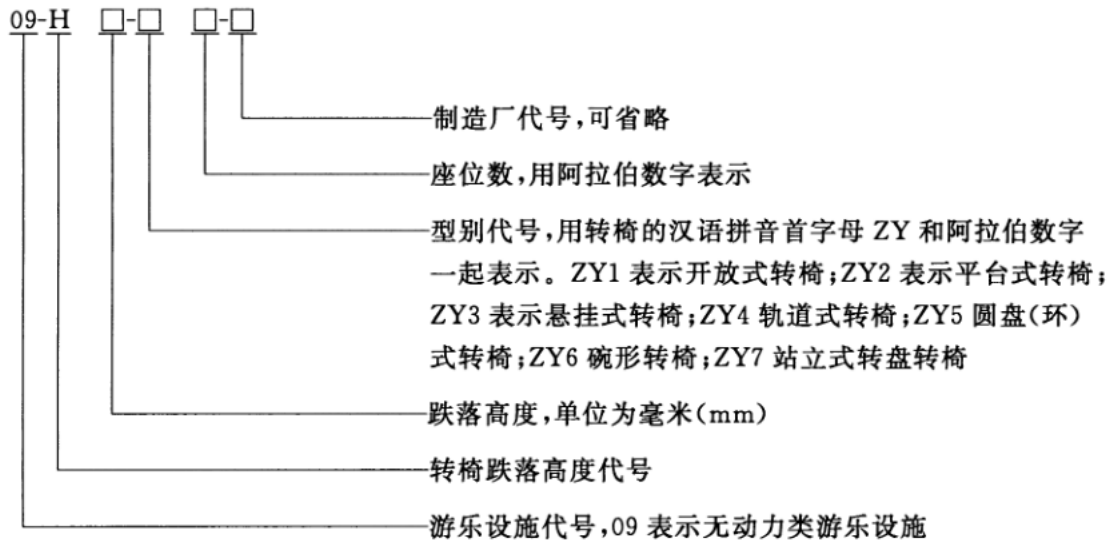 09-H □-□ □-□
制造厂代号,可省略
座位数,用阿拉伯数字表示
型别代号,用转椅的汉语拼音首字母 ZY 和阿拉伯数字
一起表示。ZY1 表示开放式转椅;ZY2 表示平台式转椅;
ZY3 表示悬挂式转椅;ZY4 轨道式转椅;ZY5 圆盘(环)
式转椅;ZY6 碗形转椅;ZY7 站立式转盘转椅
跌落高度,单位为毫米(mm)
转椅跌落高度代号
游乐设施代号,09 表示无动力类游乐设施